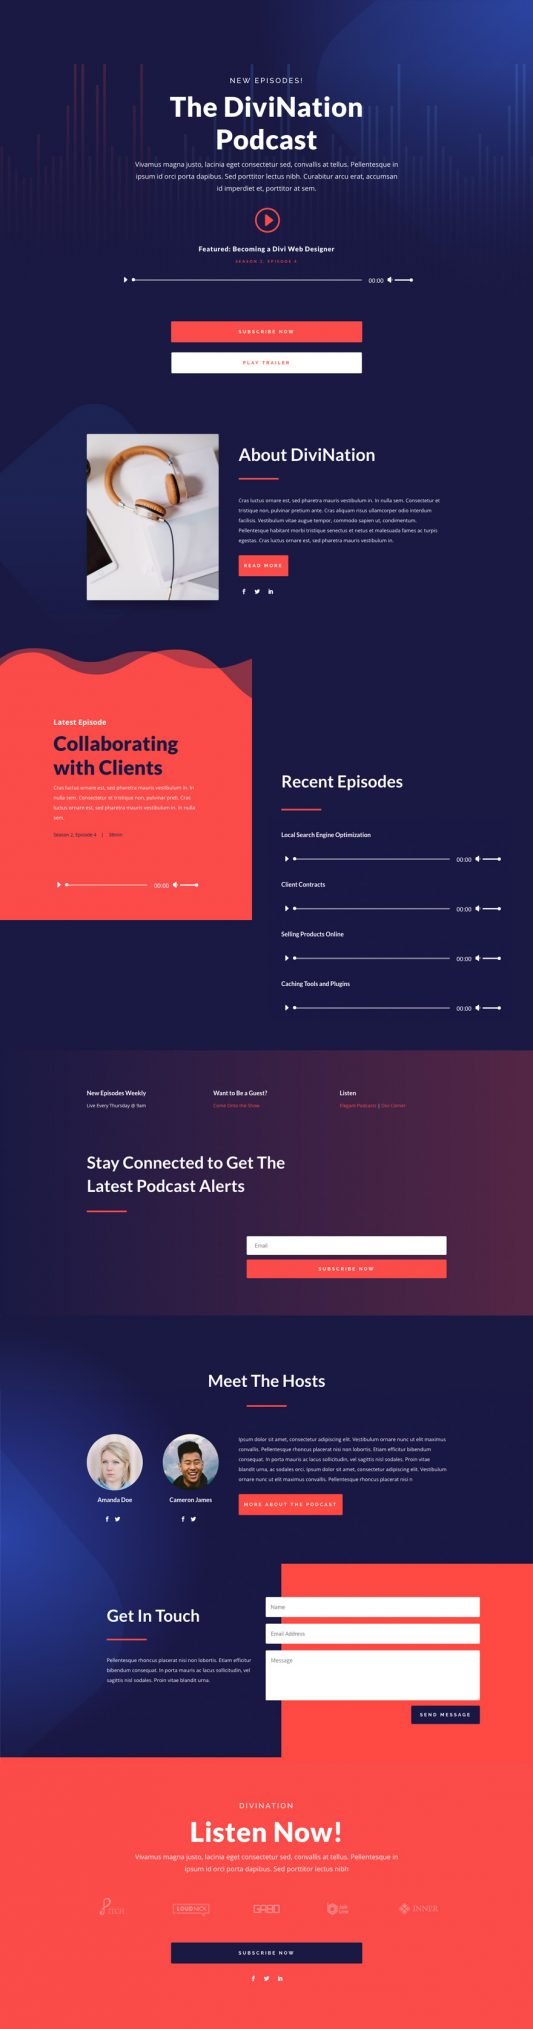 NEW EPISODES!
The DiviNation
Podcast
Vivamus magna justo, lacinia eget consectetur sed, convallis at tellus. Pellentesque in
ipsum id orci porta dapibus. Sed porttitor lectus nibh. Curabitur arcu erat, accumsan
id imperdiet et, porttitor at sem.
Featured: Becoming a Divi Web Designer
SEASON 2, EPISODE 4
00:00
SUBSCRIBE NOW
PLAY TRAILER
About DiviNation
Cras luctus ornare est, sed pharetra mauris vestibulum in. In nulla sem. Consectetur et
tristique non, pulvinar pretium ante. Cras aliquam risus ullamcorper odio interdum
facilisis. Vestibulum vitae augue tempor, commodo sapien ut, condimentum.
Pellentesque habitant morbi tristique senectus et netus et malesuada fames ac turpis
egestas. Cras luctus ornare est, sed pharetra mauris vestibulum in.
READ MORE
Latest Episode
Collaborating
with Clients
Cras luctus ornare est, sed pharetra mauris vestibulum in. In
nulla sem. Consectetur et tristique non, pulvinar preti. Cras
luctus ornare est, sed pharetra mauris vestibulum in. In nulla
sem.
Season 2, Episode 4 | 38min
00:00
Recent Episodes
Local Search Engine Optimization
00:00
Client Contracts
00:00
Selling Products Online
00:00
Caching Tools and Plugins
00:00
New Episodes Weekly
Live Every Thursday @ 9am
Want to Be a Guest?
Come Onto the Show
Listen
Elegant Podcasts | Divi Corner
Stay Connected to Get The
Latest Podcast Alerts
Email
SUBSCRIBE NOW
Meet The Hosts
Amanda Doe
Cameron James
Ipsum dolor sit amet, consectetur adipiscing elit. Vestibulum ornare nunc ut elit maximus
convallis. Pellentesque rhoncus placerat nisi non lobortis. Etiam efficitur bibendum
consequat. In porta mauris ac lacus sollicitudin, vel sagittis nisl sodales. Proin vitae
blandit urna, ac sodales orci. Ipsum dolor sit amet, consectetur adipiscing elit. Vestibulum
ornare nunc ut elit maximus convallis. Pellentesque rhoncus placerat nisi n
MORE ABOUT THE PODCAST
Get In Touch
Pellentesque rhoncus placerat nisi non lobortis. Etiam efficitur
bibendum consequat. In porta mauris ac lacus sollicitudin, vel
sagittis nisl sodales. Proin vitae blandit urna.
Name
Email Address
Message
SEND MESSAGE
DIVINATION
Listen Now!
Vivamus magna justo, lacinia eget consectetur sed, convallis at tellus. Pellentesque in
ipsum id orci porta dapibus. Sed porttitor lectus nibh
LOUDNICK
INNER
SUBSCRIBE NOW